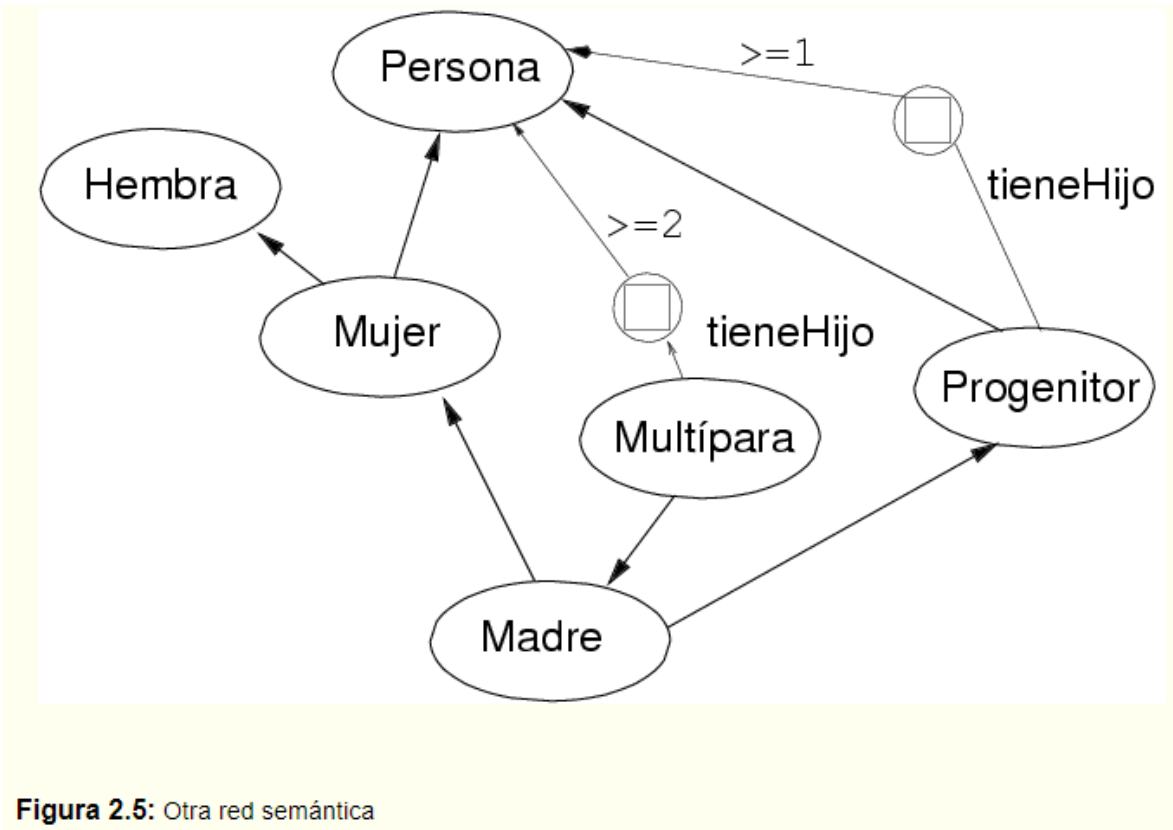 Persona
>=1
Hembra
tieneHijo
>=2
Mujer
tieneHijo
Progenitor
Multípara
Madre
Figura 2.5: Otra red semántica